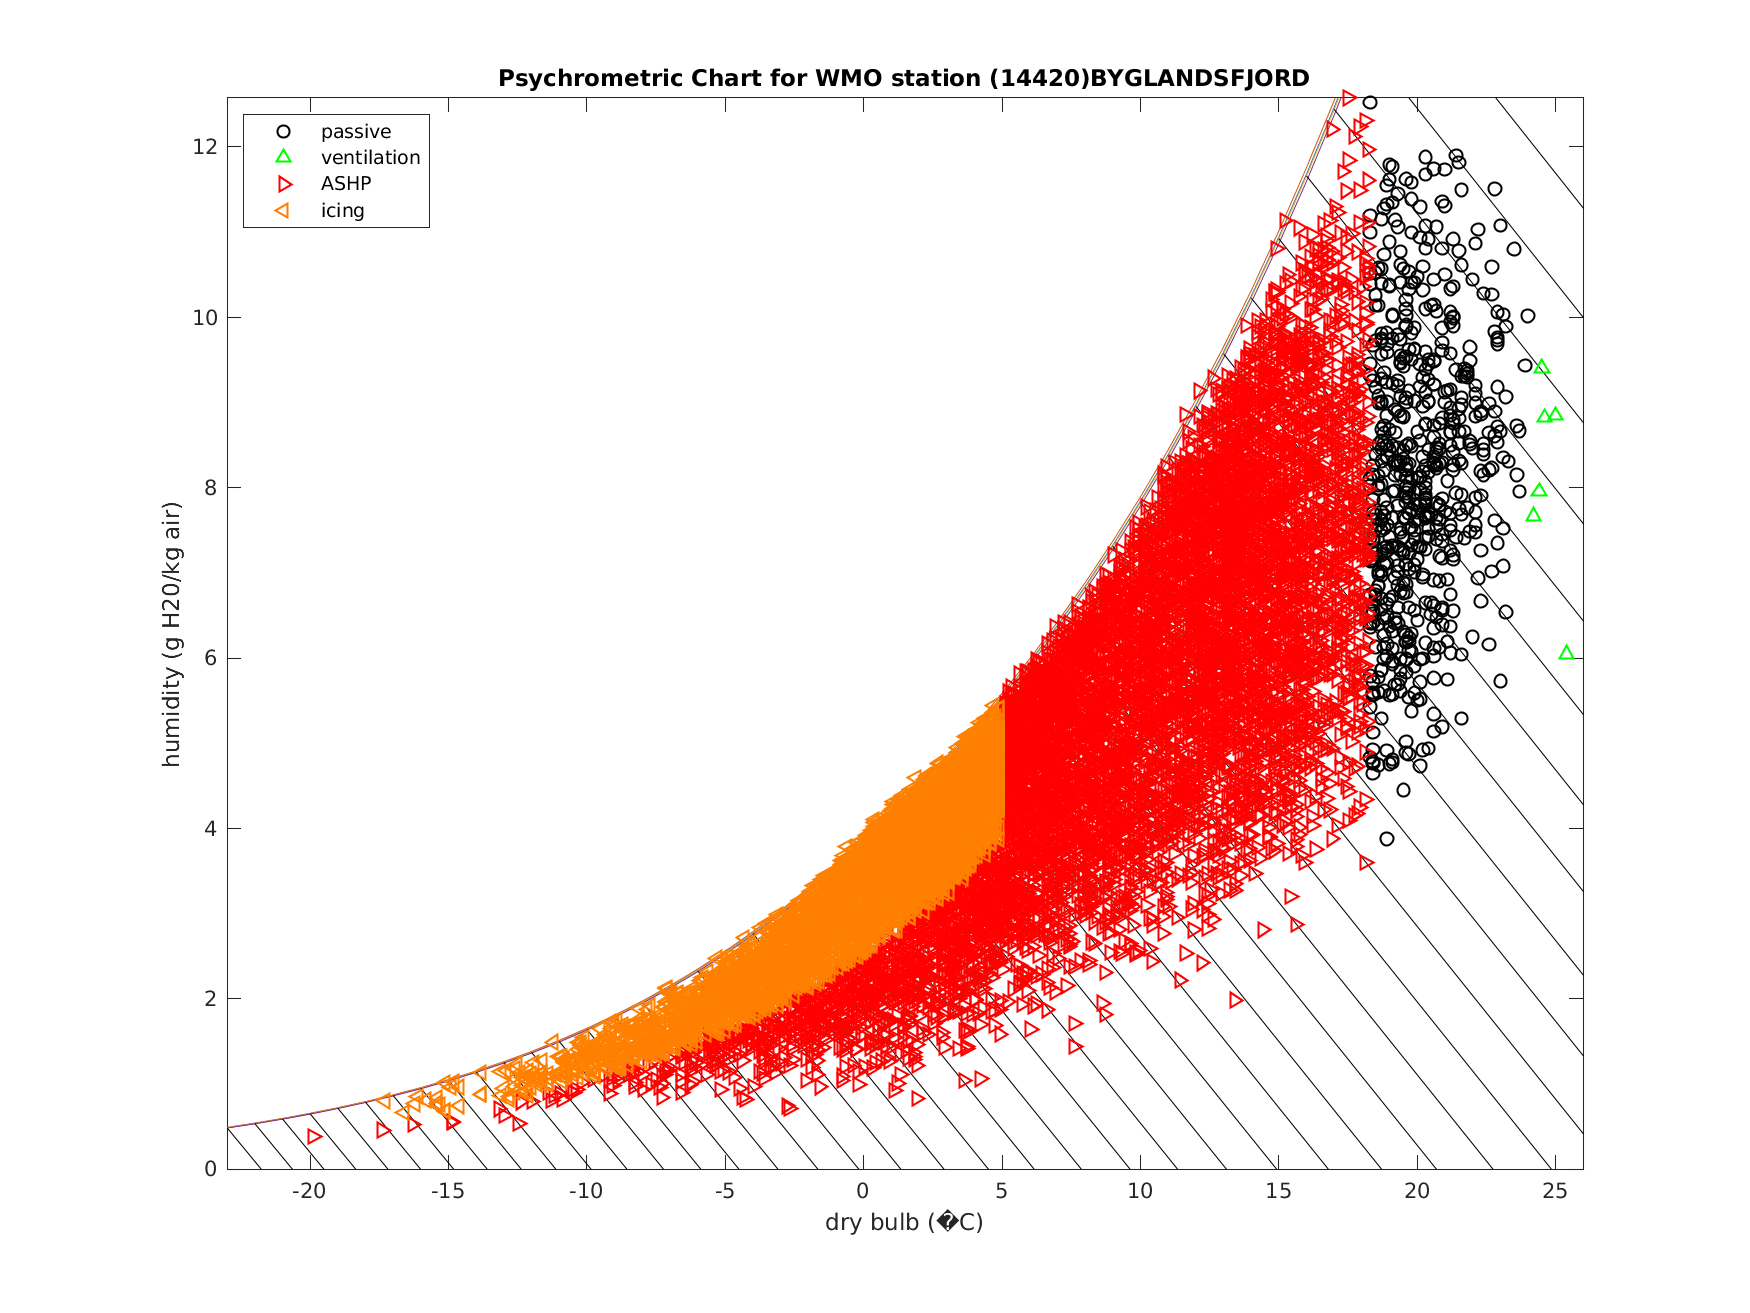 Psychrometric Chart for WMO station (14420)BYGLANDSFJORD
passive
ventilation
ASHP
icing
12
10
8
6
4
2
0
humidity (g H20/kg air)
-20 -15 -10 -5 0 5 10 15 20 25
dry bulb (�C)